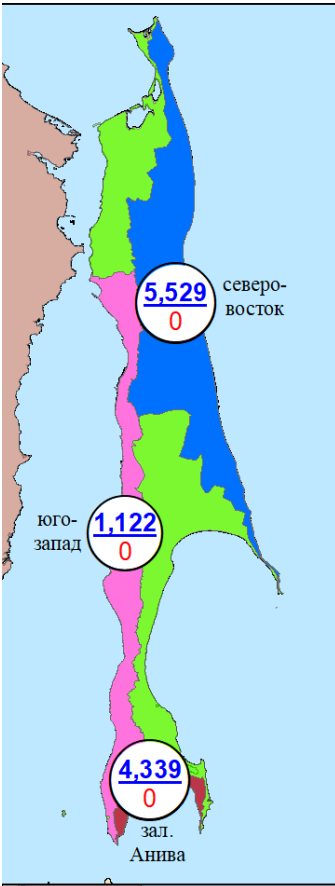 5,529
0
северо-
восток
юго-
запад
1,122
0
4,339
0
зал.
Анива